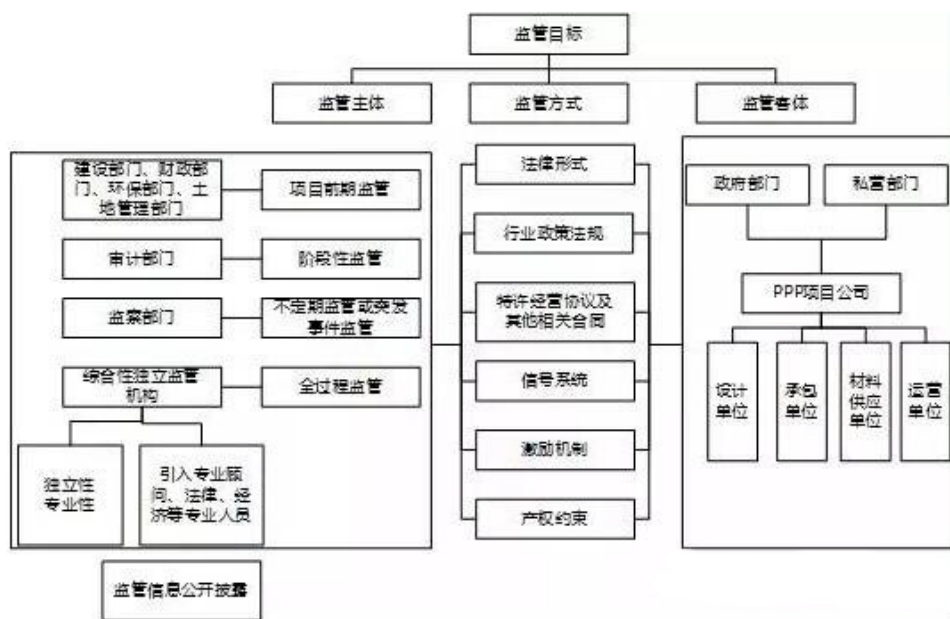 监管目标
监管主体
监管方式
监管客体
建设部门、财政部
门、环保部门、土
地管理部门
项目前期监管
审计部门
阶段性监管
监察部门
不定期监管或突发
事件监管
综合性独立监管
机构
全过程监管
独立性
专业性
引入专业顾
问、法律、经
济等专业人员
监管信息公开披露
法律形式
行业政策法规
特许经营协议及
其他相关合同
信号系统
激励机制
产权约束
政府部门
私营部门
PPP项目公司
设计
单位
承包
单位
材料
供应
单位
运营
单位